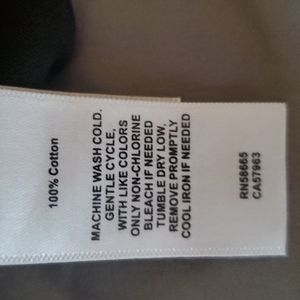 100% Cotton
MACHINE WASH COLD.
GENTLE CYCLE,
WITH LIKE COLORS
ONLY NON-CHLORINE
BLEACH IF NEEDED
TUMBLE DRY LOW,
REMOVE PROMPTLY
COOL IRON IF NEEDED
RN58665
CA57963